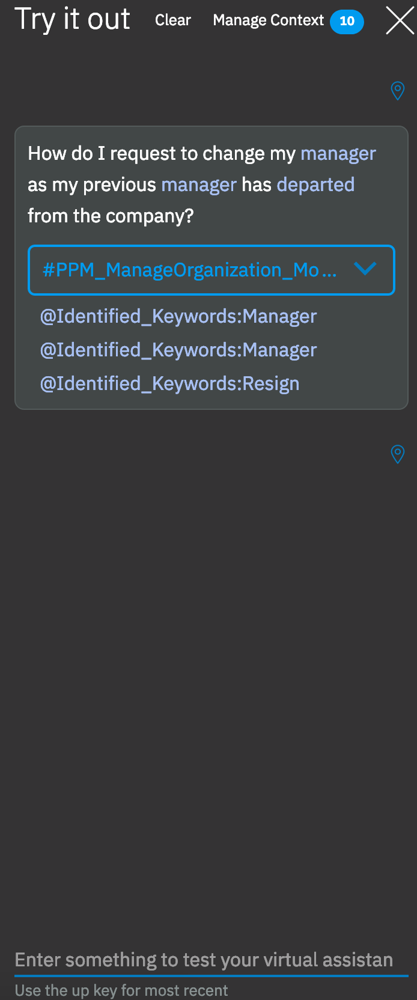 Try it out Clear Manage Context 10
How do I request to change my manager
as my previous manager has departed
from the company?
#PPM_ManageOrganization_Mo...
@Identified_Keywords:Manager
@Identified_Keywords:Manager
@Identified_Keywords:Resign
Enter something to test your virtual assistan
Use the up key for most recent